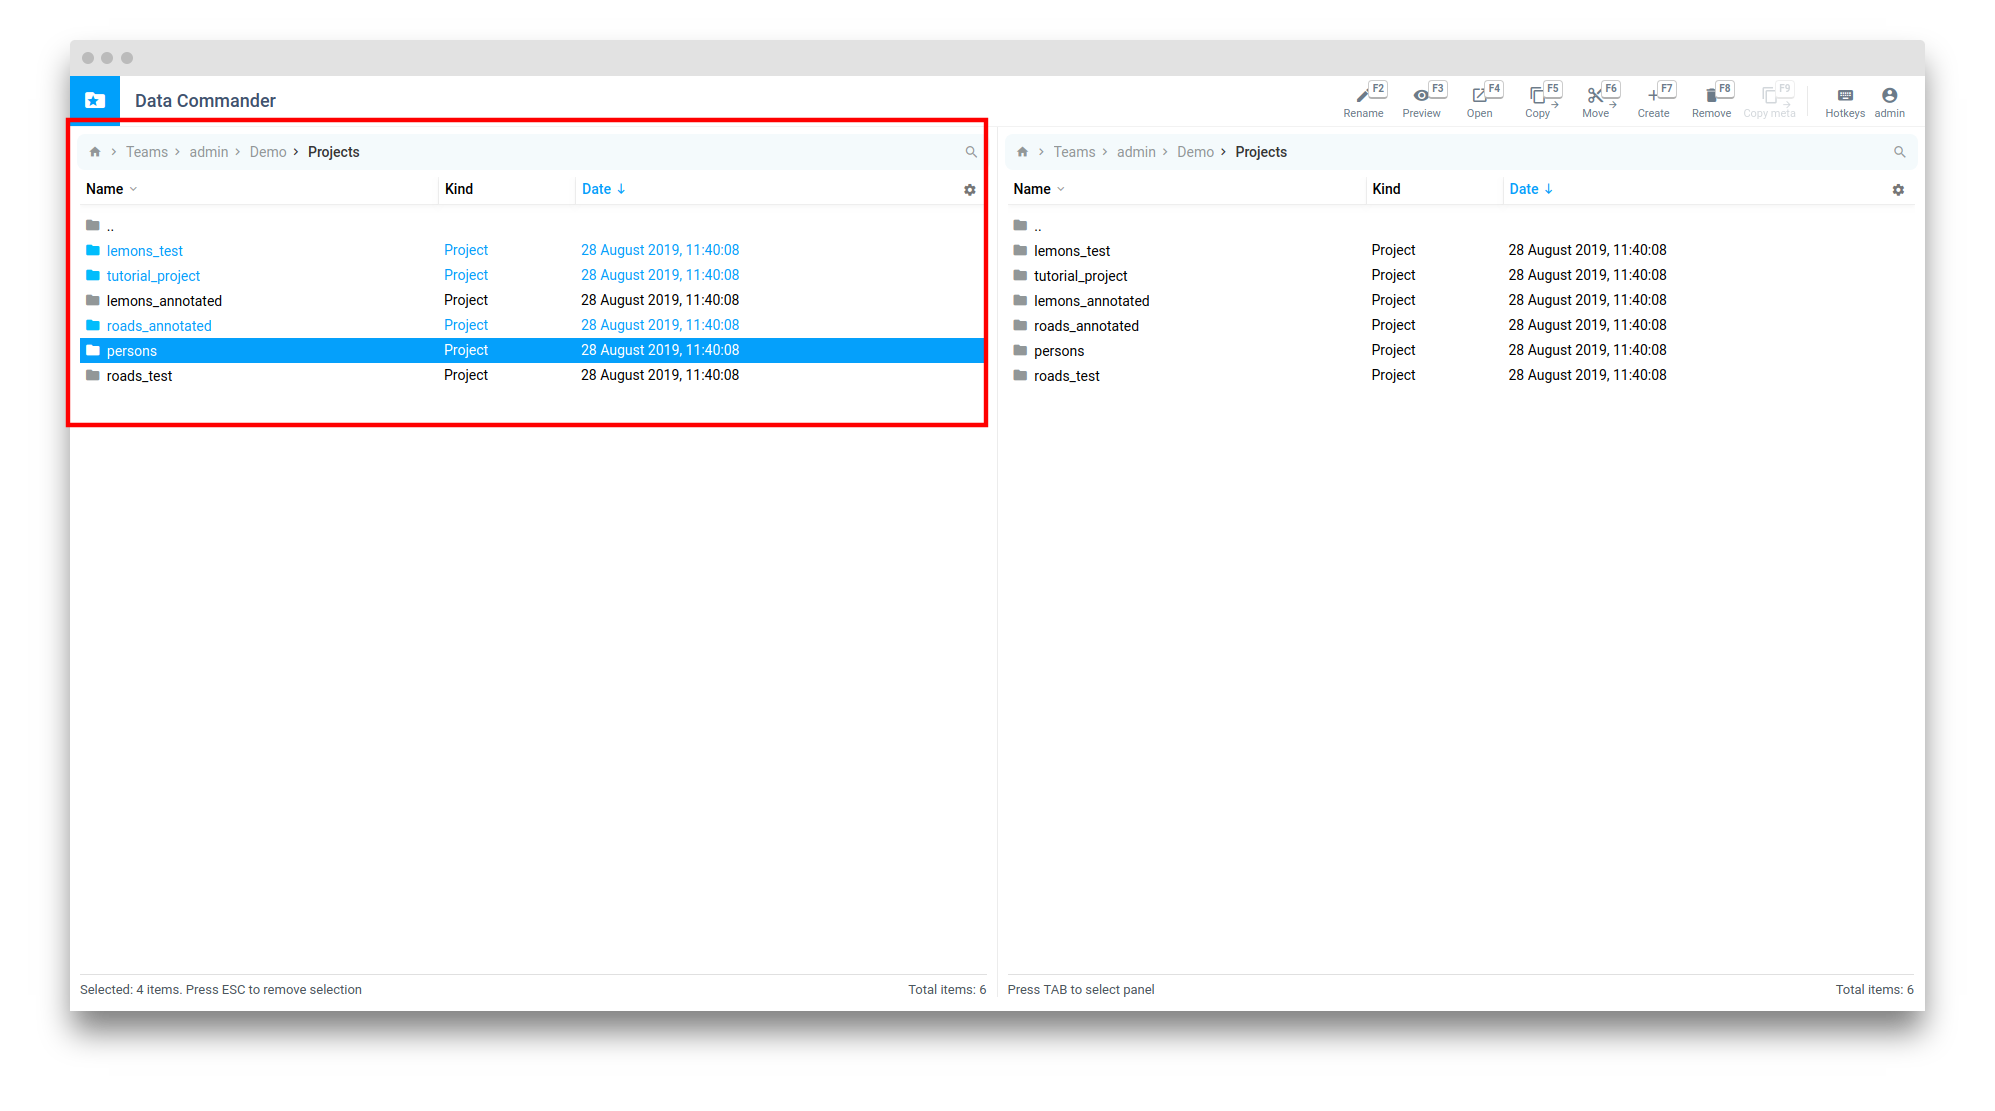 Data Commander
F2 F3 F4 F5 F6 F7 F8 F9
Rename Preview Open Copy Move Create Remove Copy meta Hotkeys admin
Teams admin Demo Projects
Name Kind Date
..
lemons_test Project 28 August 2019, 11:40:08
tutorial_project Project 28 August 2019, 11:40:08
lemons_annotated Project 28 August 2019, 11:40:08
roads_annotated Project 28 August 2019, 11:40:08
persons Project 28 August 2019, 11:40:08
roads_test Project 28 August 2019, 11:40:08
Selected: 4 items. Press ESC to remove selection Total items: 6
Teams admin Demo Projects
Name Kind Date
..
lemons_test Project 28 August 2019, 11:40:08
tutorial_project Project 28 August 2019, 11:40:08
lemons_annotated Project 28 August 2019, 11:40:08
roads_annotated Project 28 August 2019, 11:40:08
persons Project 28 August 2019, 11:40:08
roads_test Project 28 August 2019, 11:40:08
Press TAB to select panel Total items: 6